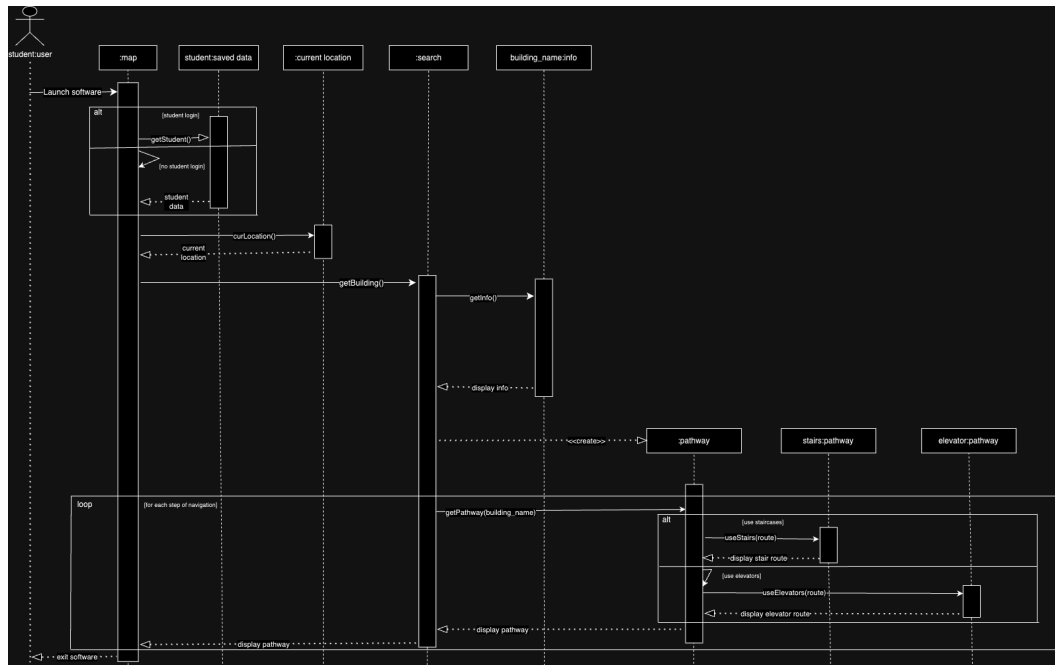 student:user
:map
student:saved data
:current location
:search
building_name:info
Launch software
alt
[student login]
getStudent()
[no student login]
student
data
curLocation()
current
location
getBuilding()
getInfo()
display info
<<create>>
:pathway
stairs:pathway
elevator:pathway
loop
[for each step of navigation]
getPathway(building_name)
alt
[use staircases]
useStairs(route)
display stair route
[use elevators]
useElevators(route)
display elevator route
display pathway
display pathway
exit software